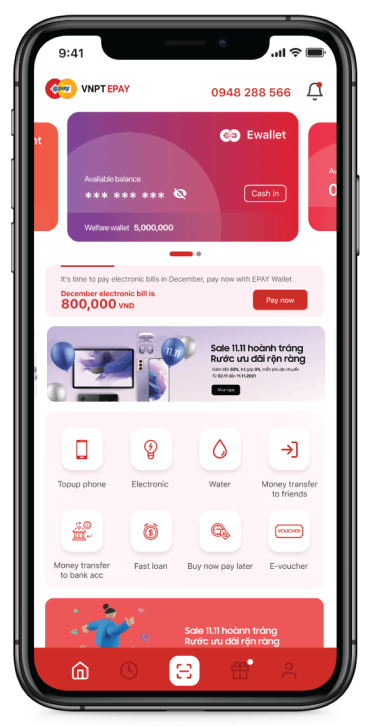 9:41
epay VNPT EPAY
0948 288 566
nt
Ewallet
Available balance
*** *** *** 
Cash in
Welfare wallet 5,000,000
It's time to pay electronic bills in December, pay now with EPAY Wallet
December electronic bill is
800,000 VND
Pay now
11.11
Sale 11.11 hoành tráng
Rước ưu đãi rộn ràng
Giảm đến 50%, trả góp 0%, miễn phí vận chuyển
Từ 02.11 đến 11.11.2021
Mua ngay
Topup phone
Electronic
Water
Money transfer
to friends
VOUCHER
Money transfer
to bank acc
Fast loan
Buy now pay later
E-voucher
Sale 11.11 hoành tráng
Rước ưu đãi rộn ràng